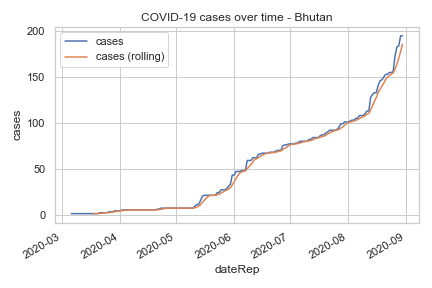 COVID-19 cases over time - Bhutan
cases
cases (rolling)
200
150
100
50
0
cases
2020-03
2020-04
2020-05
2020-06
2020-07
2020-08
2020-09
dateRep